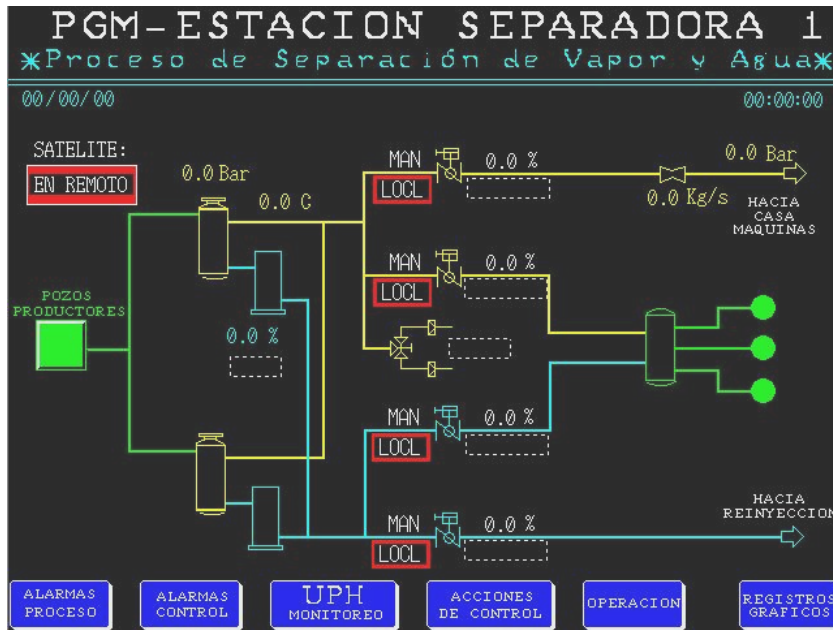 PGM-ESTACION SEPARADORA 1
*Proceso de Separación de Vapor y Agua*
00/00/00
00:00:00
SATELITE:
EN REMOTO
0.0 Bar
0.0 C
MAN
LOCL
0.0 %
0.0 Bar
0.0 Kg/s
HACIA
CASA
MAQUINAS
MAN
LOCL
0.0 %
POZOS
PRODUCTORES
0.0 %
MAN
LOCL
0.0 %
MAN
LOCL
0.0 %
HACIA
REINYECCION
ALARMAS
PROCESO
ALARMAS
CONTROL
UPH
MONITOREO
ACCIONES
DE CONTROL
OPERACION
REGISTROS
GRAFICOS